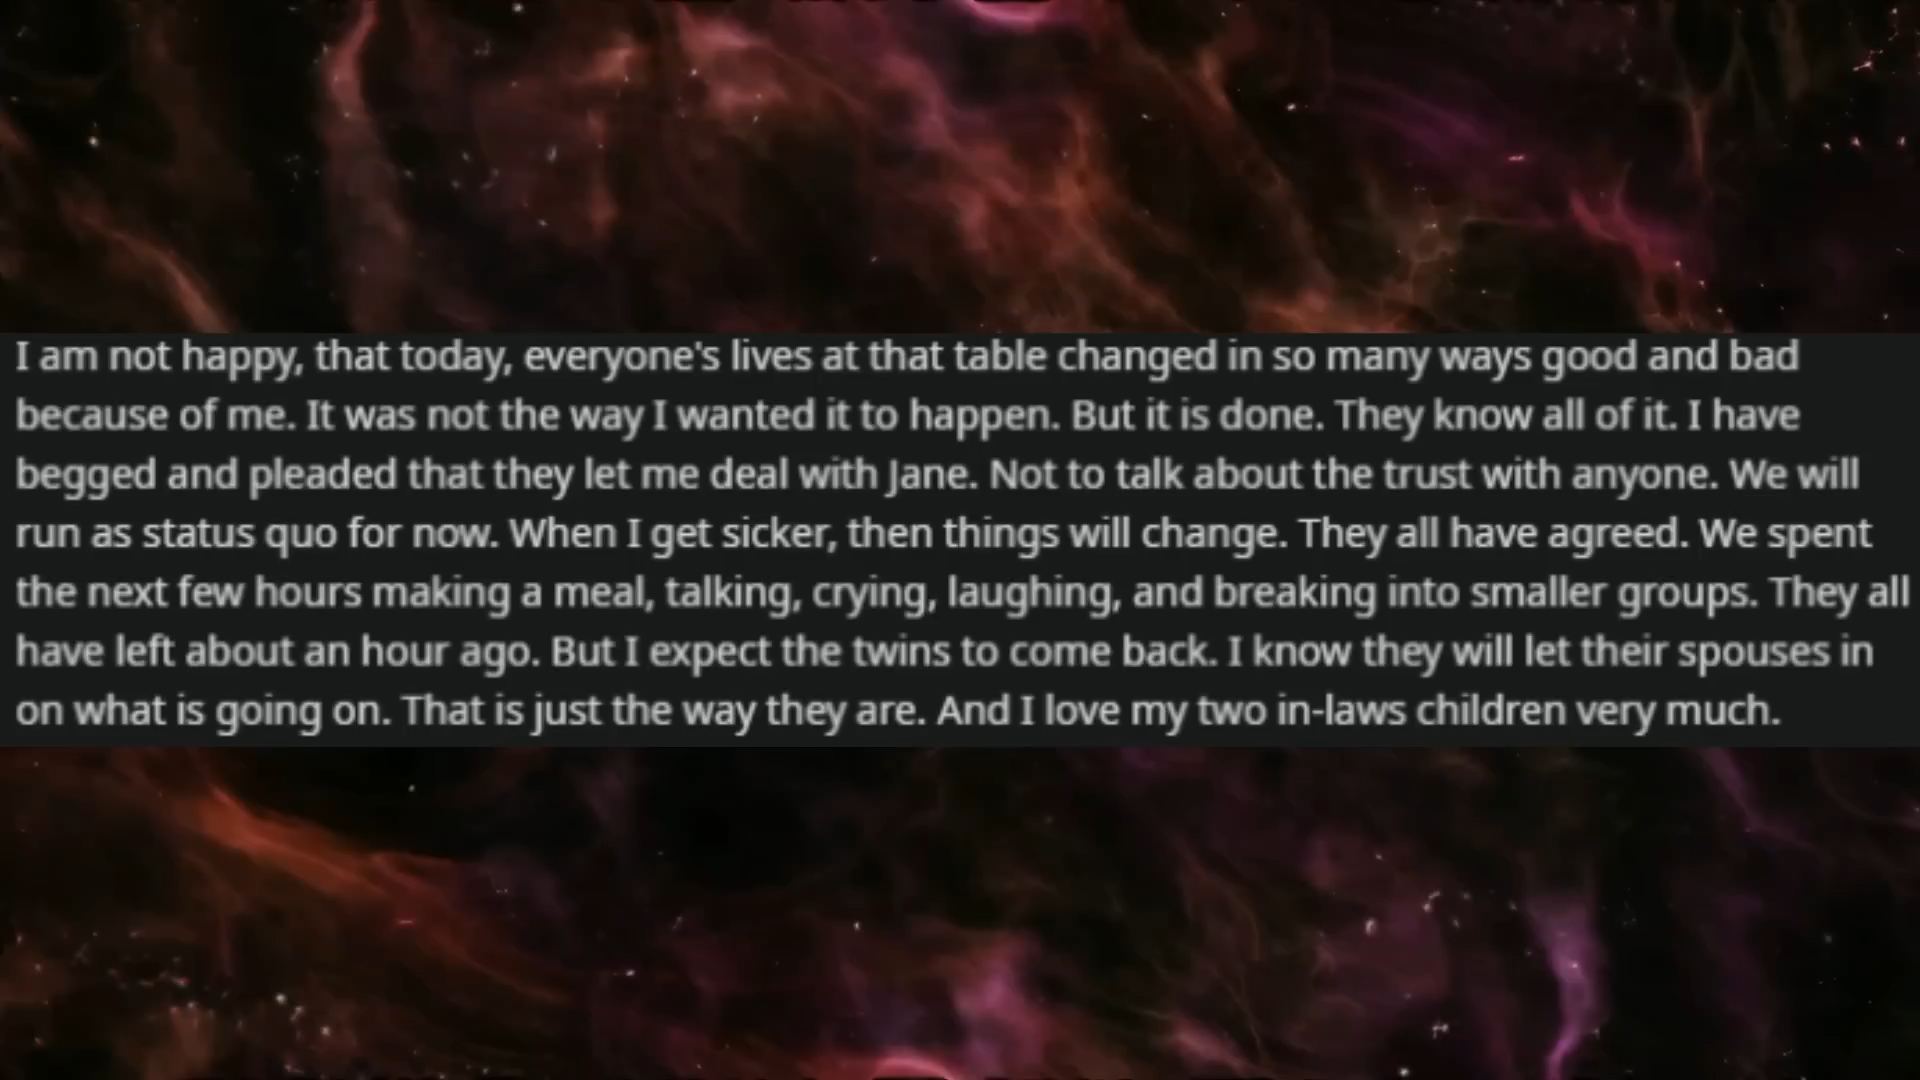 I am not happy, that today, everyone's lives at that table changed in so many ways good and bad
because of me. It was not the way I wanted it to happen. But it is done. They know all of it. I have
begged and pleaded that they let me deal with Jane. Not to talk about the trust with anyone. We will
run as status quo for now. When I get sicker, then things will change. They all have agreed. We spent
the next few hours making a meal, talking, crying, laughing, and breaking into smaller groups. They all
have left about an hour ago. But I expect the twins to come back. I know they will let their spouses in
on what is going on. That is just the way they are. And I love my two in-laws children very much.